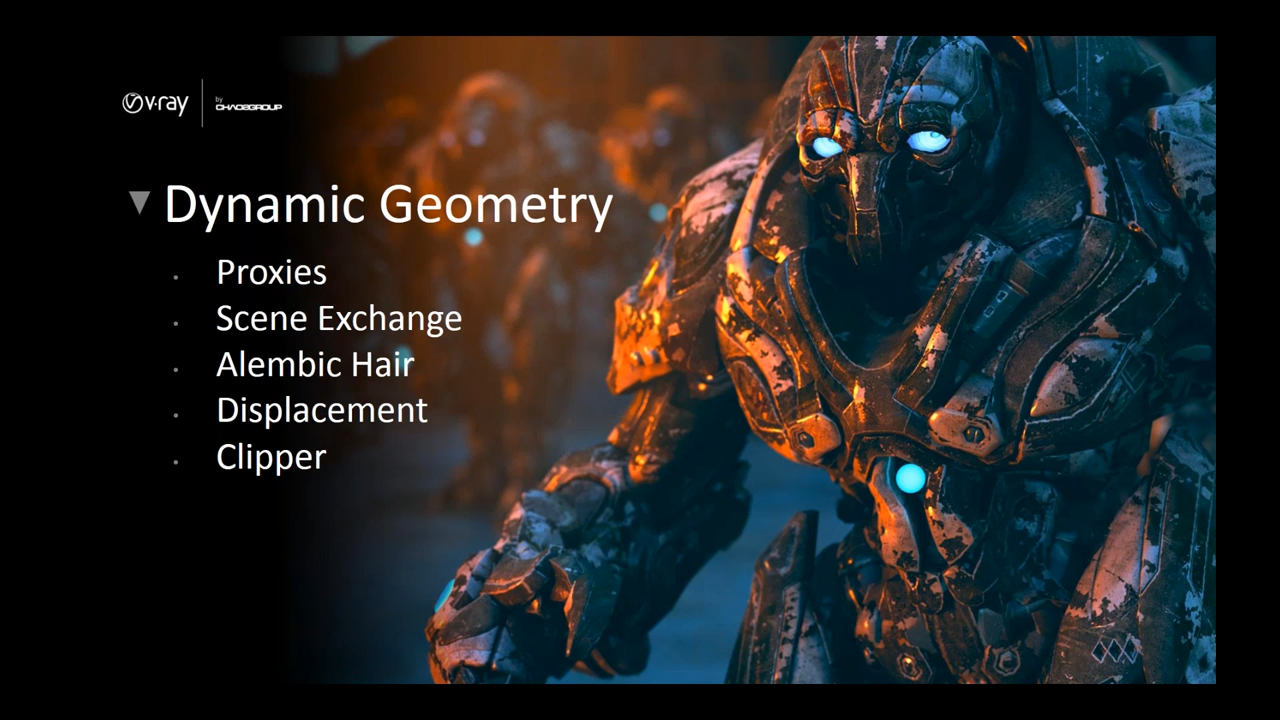 v·ray
by
CHAOSGROUP
Dynamic Geometry
Proxies
Scene Exchange
Alembic Hair
Displacement
Clipper